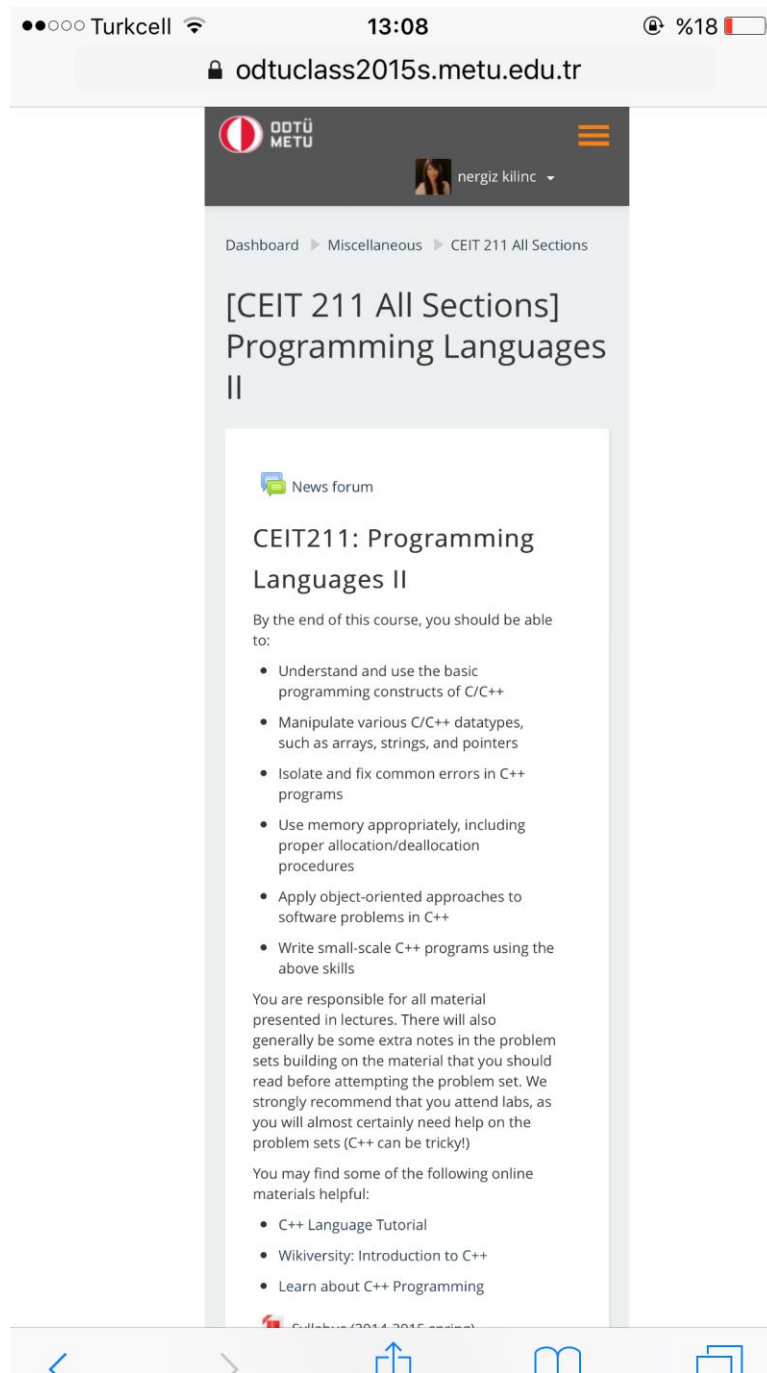 Turkcell 13:08 %18
odtuclass2015s.metu.edu.tr
ODTÜ
METU
nergiz kilinc
Dashboard Miscellaneous CEIT 211 All Sections
[CEIT 211 All Sections]
Programming Languages
II
News forum
CEIT211: Programming
Languages II
By the end of this course, you should be able
to:
Understand and use the basic
programming constructs of C/C++
Manipulate various C/C++ datatypes,
such as arrays, strings, and pointers
Isolate and fix common errors in C++
programs
Use memory appropriately, including
proper allocation/deallocation
procedures
Apply object-oriented approaches to
software problems in C++
Write small-scale C++ programs using the
above skills
You are responsible for all material
presented in lectures. There will also
generally be some extra notes in the problem
sets building on the material that you should
read before attempting the problem set. We
strongly recommend that you attend labs, as
you will almost certainly need help on the
problem sets (C++ can be tricky!)
You may find some of the following online
materials helpful:
C++ Language Tutorial
Wikiversity: Introduction to C++
Learn about C++ Programming
Syllabus (2014-2015 spring)